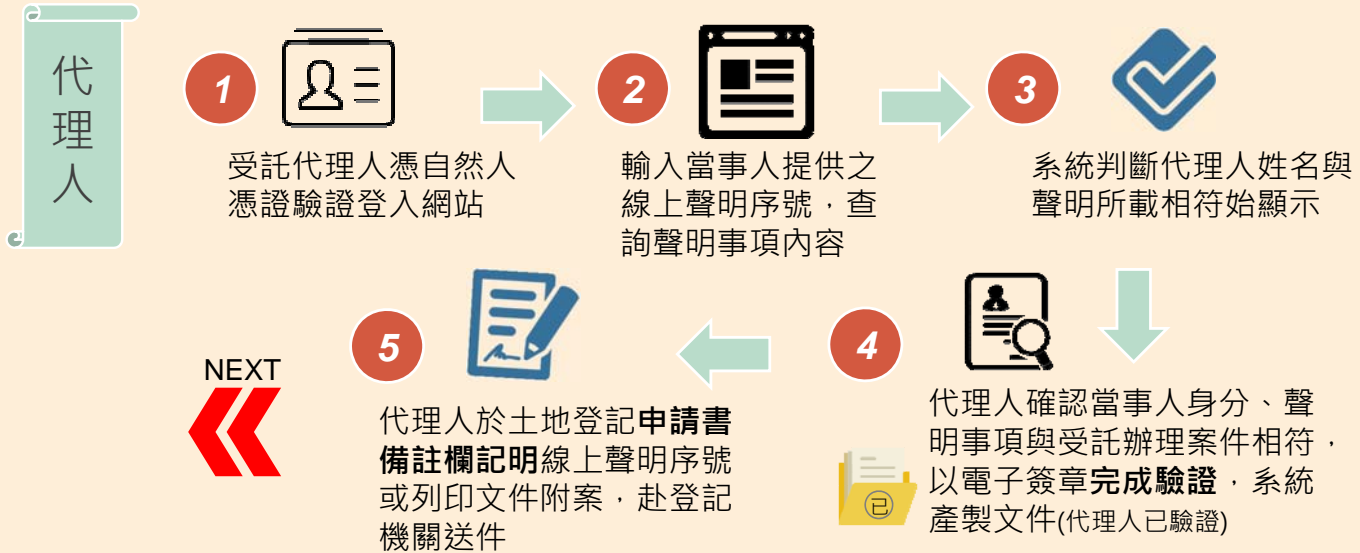 代
理
人
1
受託代理人憑自然人
憑證驗證登入網站
2
輸入當事人提供之
線上聲明序號，查
詢聲明事項內容
3
系統判斷代理人姓名與
聲明所載相符始顯示
4
代理人確認當事人身分、聲
明事項與受託辦理案件相符，
以電子簽章完成驗證，系統
產製文件(代理人已驗證)
已
5
代理人於土地登記申請書
備註欄記明線上聲明序號
或列印文件附案，赴登記
機關送件
NEXT